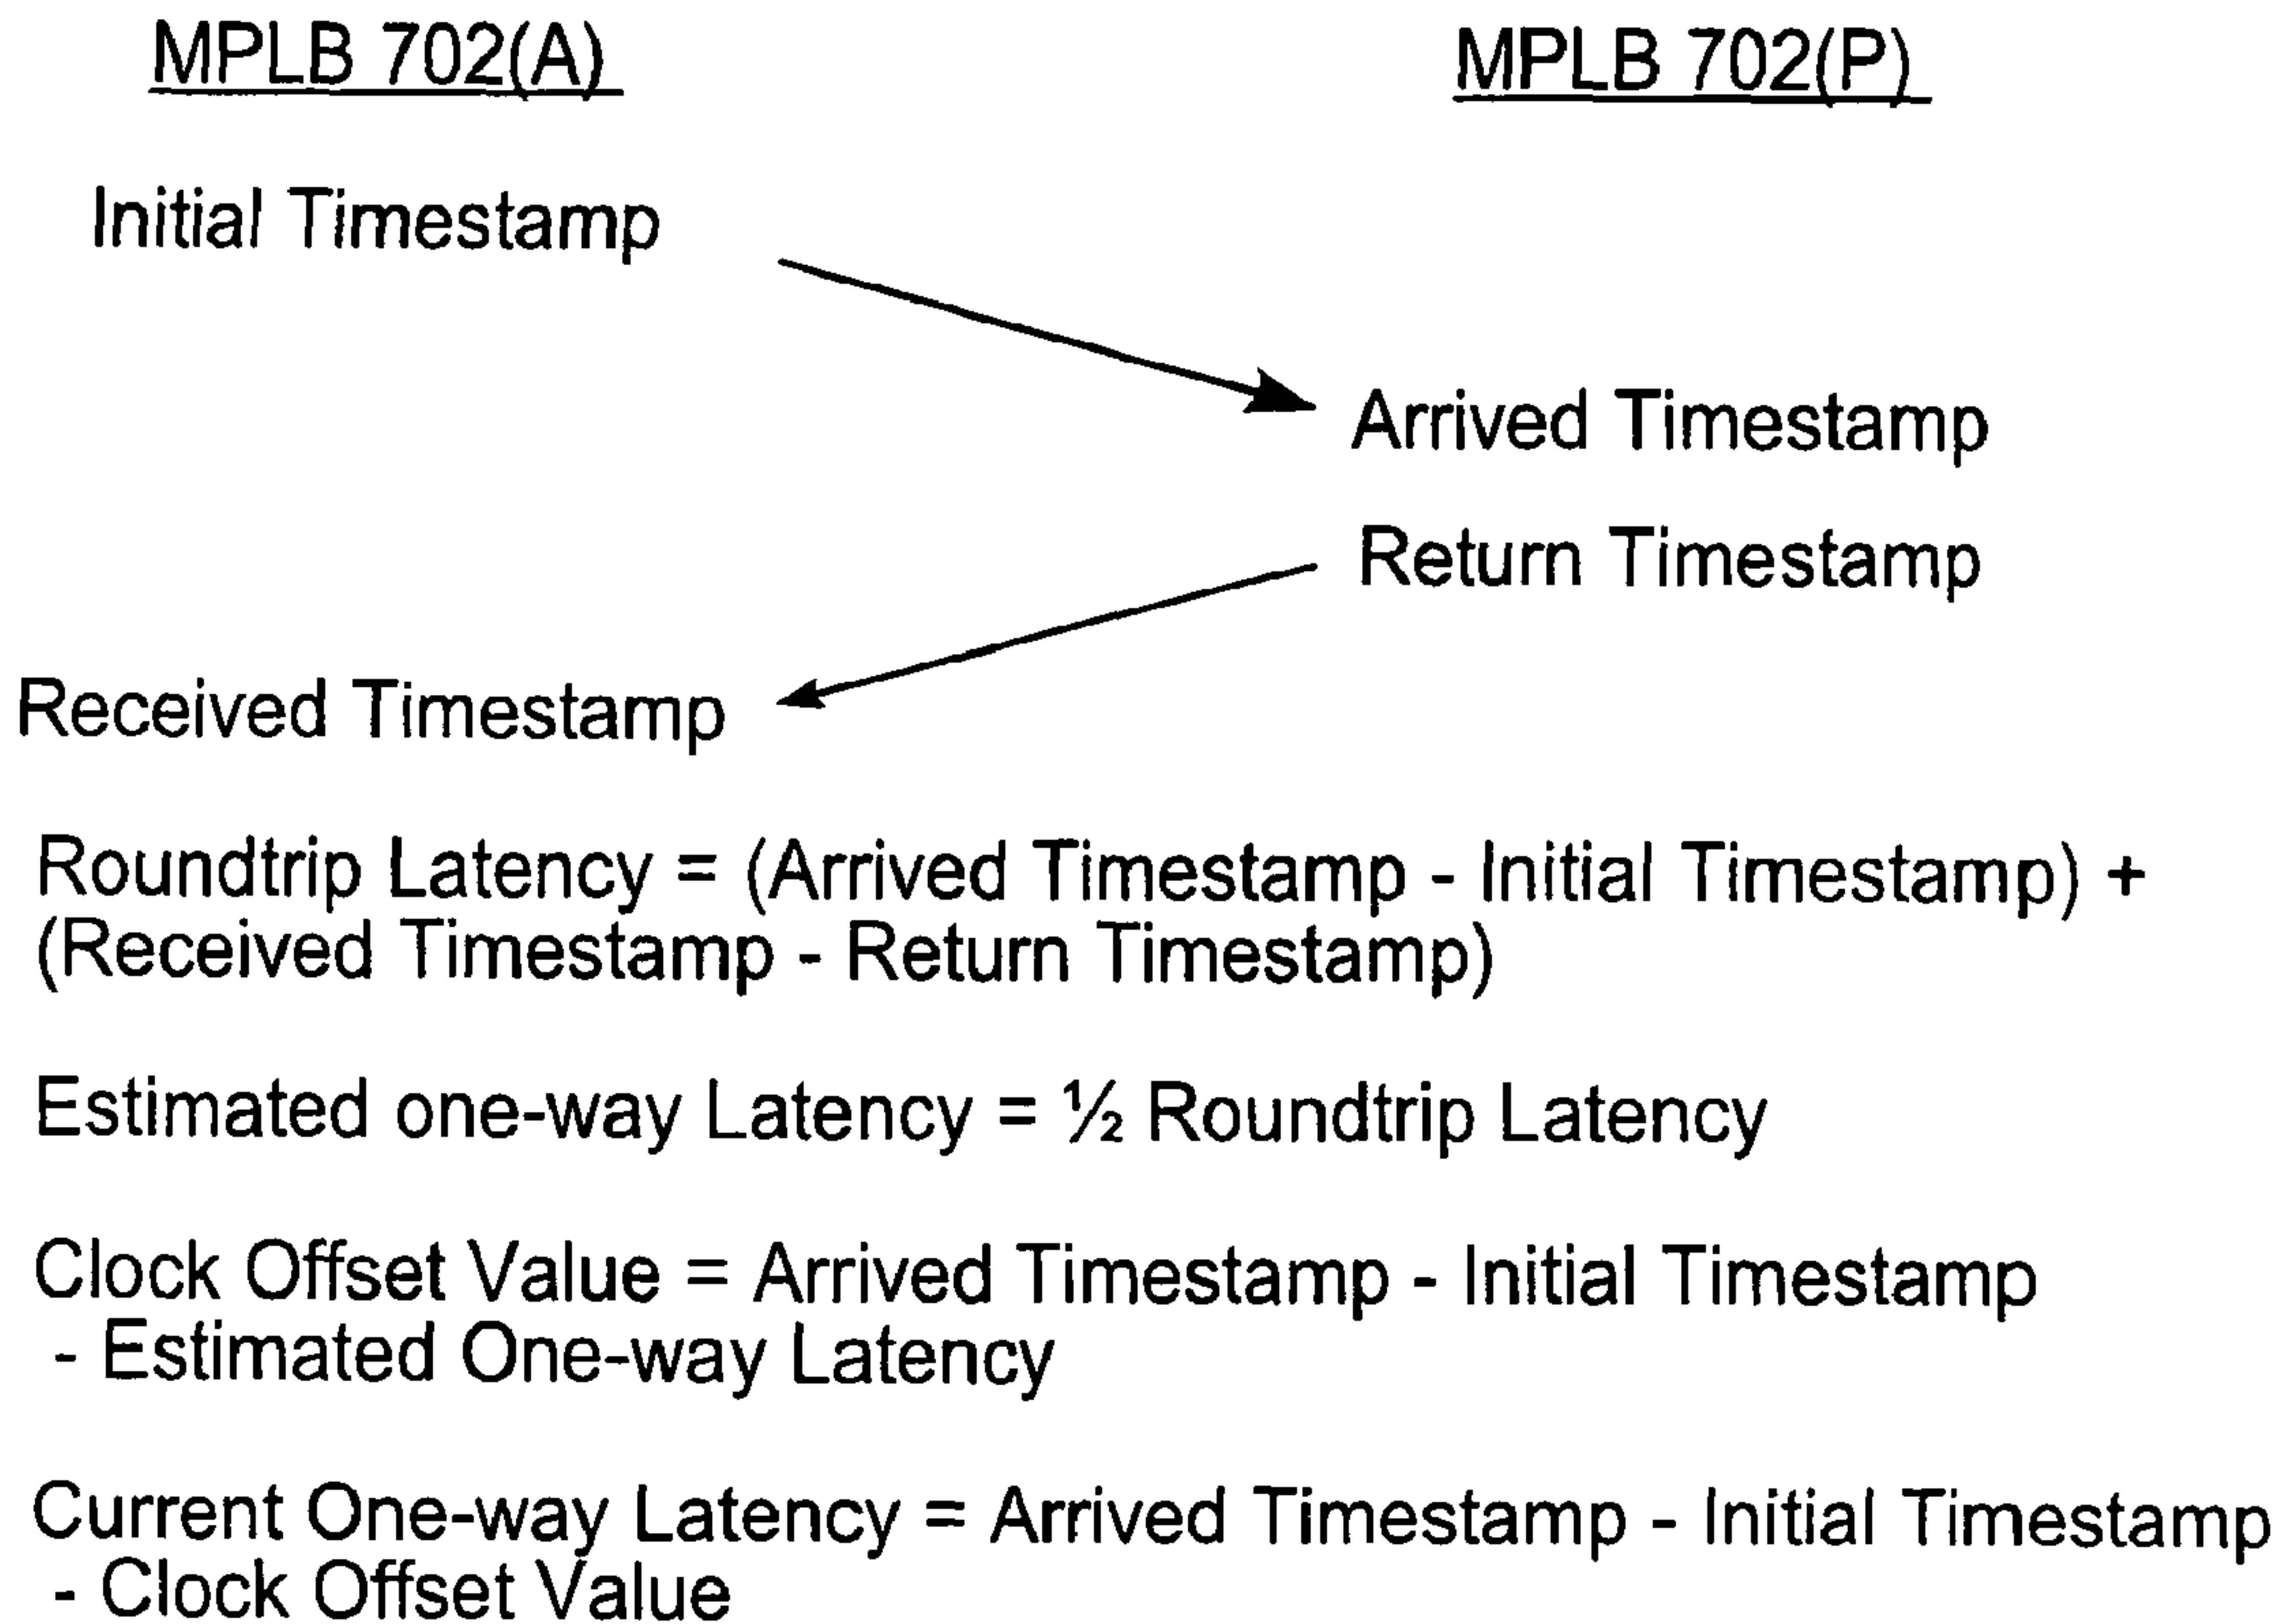 MPLB 702(A)
MPLB 702(P)
Initial Timestamp
Arrived Timestamp
Return Timestamp
Received Timestamp
Roundtrip Latency = (Arrived Timestamp - Initial Timestamp) +
(Received Timestamp - Return Timestamp)
Estimated one-way Latency = ½ Roundtrip Latency
Clock Offset Value = Arrived Timestamp - Initial Timestamp
- Estimated One-way Latency
Current One-way Latency = Arrived Timestamp - Initial Timestamp
- Clock Offset Value